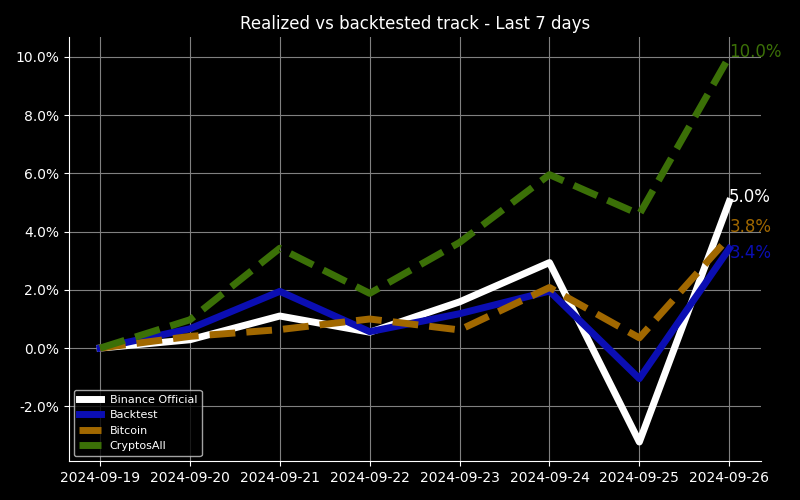 Realized vs backtested track - Last 7 days
10.0%
8.0%
6.0%
4.0%
2.0%
0.0%
-2.0%
10.0%
5.0%
3.8%
3.4%
Binance Official
Backtest
Bitcoin
CryptosAll
2024-09-19 2024-09-20 2024-09-21 2024-09-22 2024-09-23 2024-09-24 2024-09-25 2024-09-26